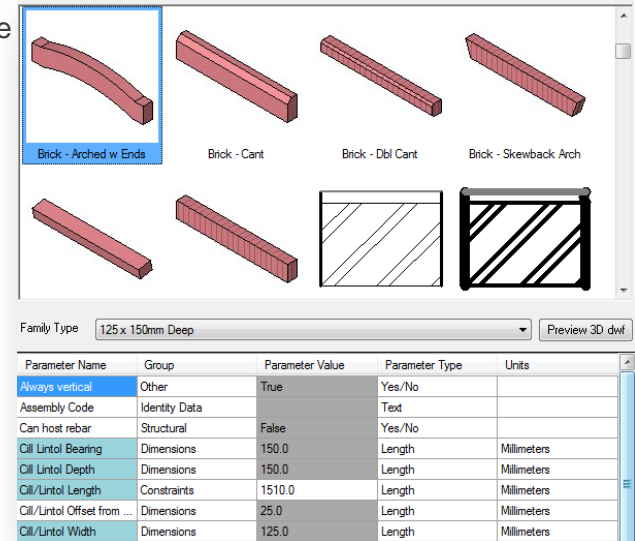 e
Brick - Arched w Ends Brick - Cant Brick - Dbl Cant Brick - Skewback Arch
Family Type 125 x 150mm Deep Preview 3D dwf
Parameter Name Group Parameter Value Parameter Type Units
Always vertical Other True Yes/No
Assembly Code Identity Data Text
Can host rebar Structural False Yes/No
Cill Lintol Bearing Dimensions 150.0 Length Millimeters
Cill Lintol Depth Dimensions 150.0 Length Millimeters
Cill/Lintol Length Constraints 1510.0 Length Millimeters
Cill/Lintol Offset from ... Dimensions 25.0 Length Millimeters
Cill/Lintol Width Dimensions 125.0 Length Millimeters